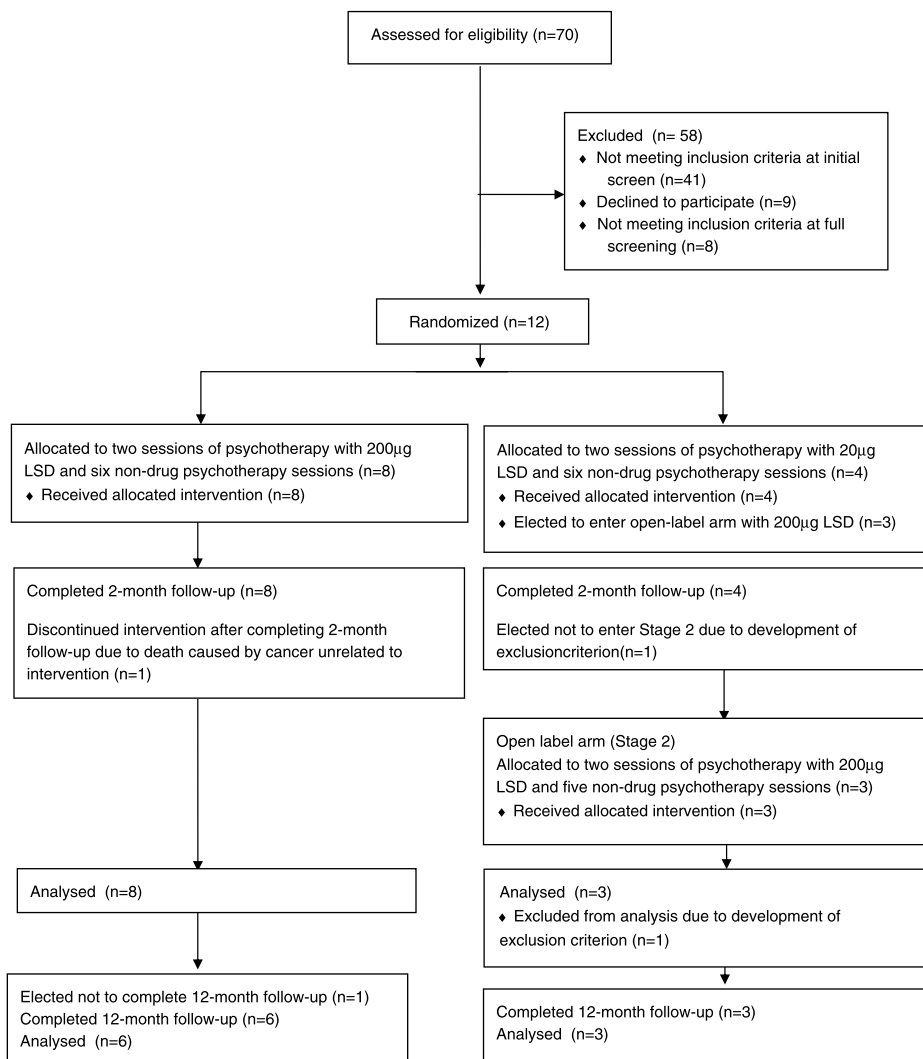 Assessed for eligibility (n=70)
Excluded (n= 58)
♦ Not meeting inclusion criteria at initial
screen (n=41)
♦ Declined to participate (n=9)
♦ Not meeting inclusion criteria at full
screening (n=8)
Randomized (n=12)
Allocated to two sessions of psychotherapy with 200μg
LSD and six non-drug psychotherapy sessions (n=8)
♦ Received allocated intervention (n=8)
Allocated to two sessions of psychotherapy with 20μg
LSD and six non-drug psychotherapy sessions (n=4)
♦ Received allocated intervention (n=4)
♦ Elected to enter open-label arm with 200μg LSD (n=3)
Completed 2-month follow-up (n=8)
Discontinued intervention after completing 2-month
follow-up due to death caused by cancer unrelated to
intervention (n=1)
Completed 2-month follow-up (n=4)
Elected not to enter Stage 2 due to development of
exclusioncriterion(n=1)
Open label arm (Stage 2)
Allocated to two sessions of psychotherapy with 200μg
LSD and five non-drug psychotherapy sessions (n=3)
♦ Received allocated intervention (n=3)
Analysed (n=8)
Analysed (n=3)
♦ Excluded from analysis due to development of
exclusion criterion (n=1)
Elected not to complete 12-month follow-up (n=1)
Completed 12-month follow-up (n=6)
Analysed (n=6)
Completed 12-month follow-up (n=3)
Analysed (n=3)